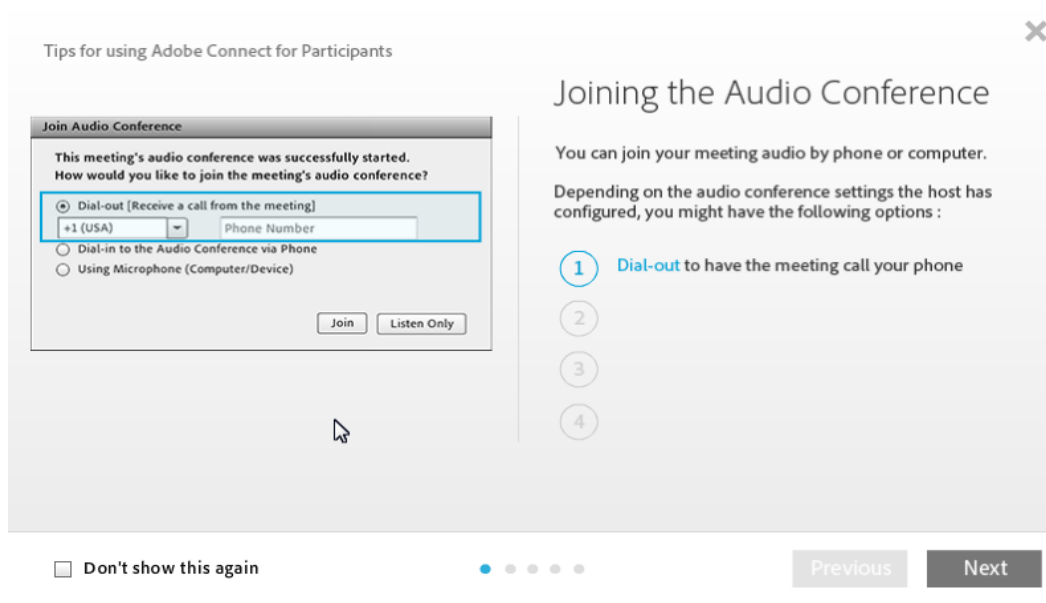 Tips for using Adobe Connect for Participants
Join Audio Conference
This meeting's audio conference was successfully started.
How would you like to join the meeting's audio conference?
Dial-out [Receive a call from the meeting]
+1 (USA)
Phone Number
Dial-in to the Audio Conference via Phone
Using Microphone (Computer/Device)
Join
Listen Only
Joining the Audio Conference
You can join your meeting audio by phone or computer.
Depending on the audio conference settings the host has
configured, you might have the following options :
1 Dial-out to have the meeting call your phone
2
3
4
Don't show this again
Previous
Next